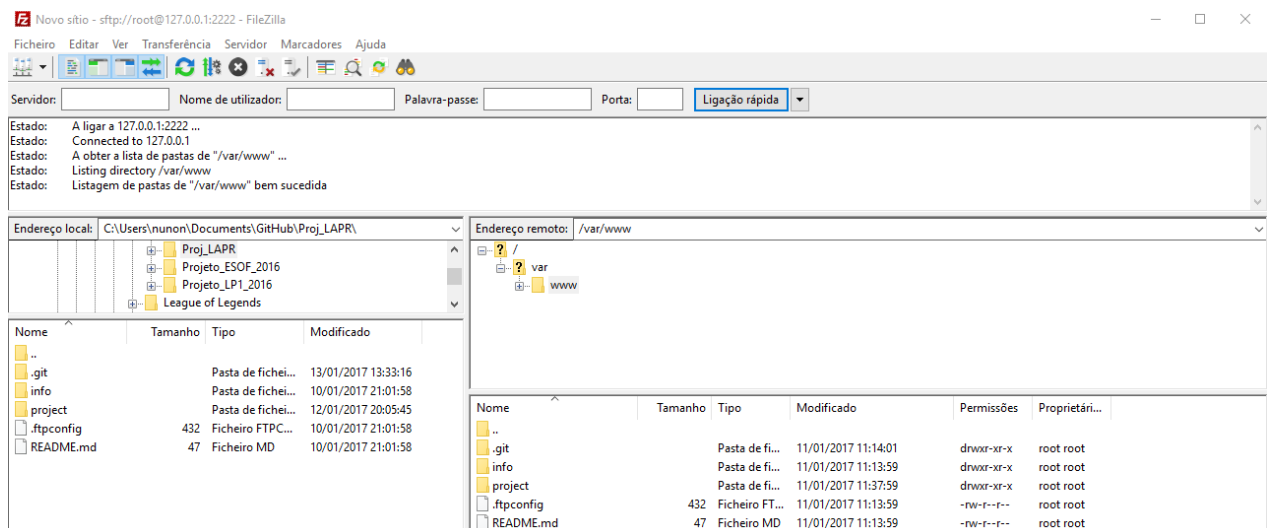 Novo sítio - sftp://root@127.0.0.1:2222 - FileZilla
Ficheiro Editar Ver Transferência Servidor Marcadores Ajuda
Servidor: Nome de utilizador: Palavra-passe: Porta: Ligação rápida
Estado: A ligar a 127.0.0.1:2222 ...
Estado: Connected to 127.0.0.1
Estado: A obter a lista de pastas de "/var/www" ...
Estado: Listing directory /var/www
Estado: Listagem de pastas de "/var/www" bem sucedida
Endereço local: C:\Users\nunon\Documents\GitHub\Proj_LAPR\
Proj_LAPR
Projeto_ESOF_2016
Projeto_LP1_2016
League of Legends
Nome Tamanho Tipo Modificado
..
.git Pasta de fichei... 13/01/2017 13:33:16
info Pasta de fichei... 10/01/2017 21:01:58
project Pasta de fichei... 12/01/2017 20:05:45
.ftpconfig 432 Ficheiro FTPC... 10/01/2017 21:01:58
README.md 47 Ficheiro MD 10/01/2017 21:01:58
Endereço remoto: /var/www
? /
? var
www
Nome Tamanho Tipo Modificado Permissões Proprietári...
..
.git Pasta de fi... 11/01/2017 11:14:01 drwxr-xr-x root root
info Pasta de fi... 11/01/2017 11:13:59 drwxr-xr-x root root
project Pasta de fi... 11/01/2017 11:37:59 drwxr-xr-x root root
.ftpconfig 432 Ficheiro FT... 11/01/2017 11:13:59 -rw-r--r-- root root
README.md 47 Ficheiro MD 11/01/2017 11:13:59 -rw-r--r-- root root